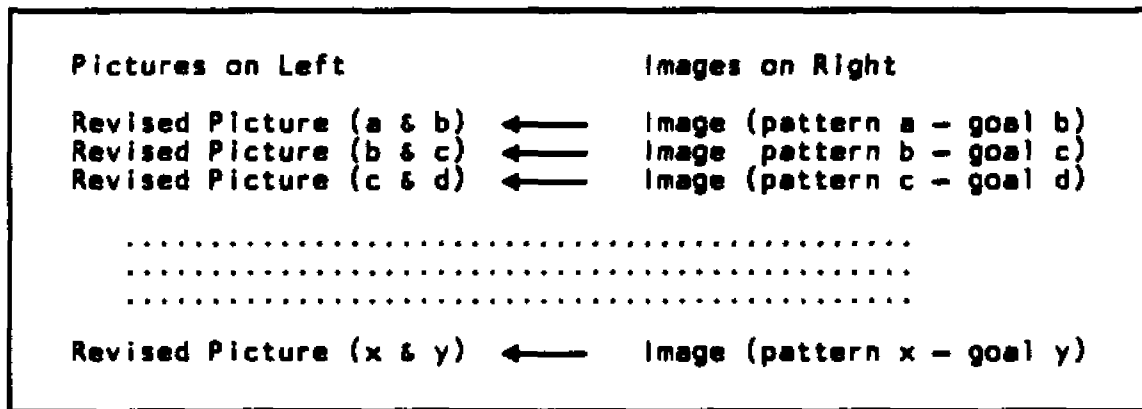 Pictures on Left Images on Right
Revised Picture (a & b) ← Image (pattern a – goal b)
Revised Picture (b & c) ← Image pattern b – goal c)
Revised Picture (c & d) ← Image (pattern c – goal d)
........................................................
........................................................
........................................................
Revised Picture (x & y) ← Image (pattern x – goal y)